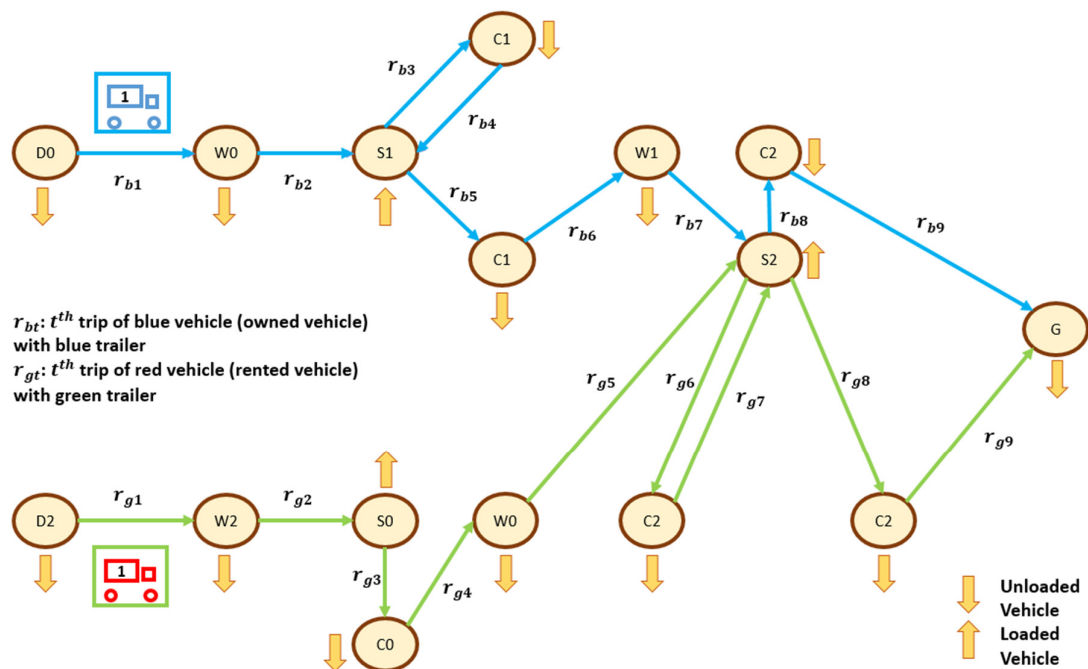 C1
r_b3
r_b4
1
D0
W0
S1
W1
C2
r_b1
r_b2
r_b5
r_b6
r_b7
r_b8
r_b9
C1
S2
G
r_bt: t^th trip of blue vehicle (owned vehicle)
with blue trailer
r_gt: t^th trip of red vehicle (rented vehicle)
with green trailer
r_g5
r_g6
r_g7
r_g8
r_g9
r_g1
r_g2
D2
W2
S0
W0
C2
C2
1
r_g3
r_g4
C0
Unloaded
Vehicle
Loaded
Vehicle